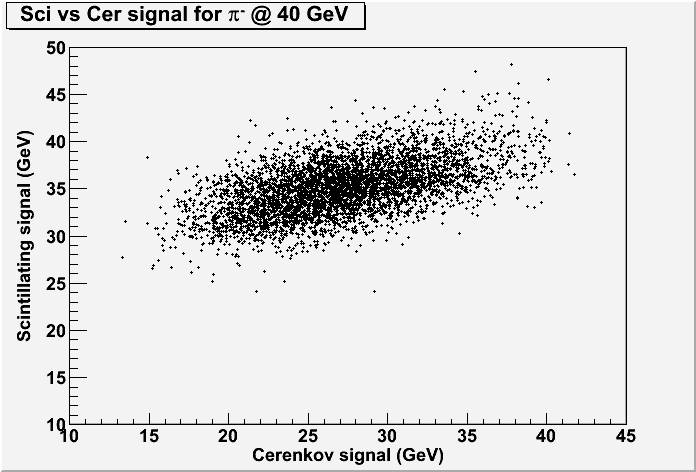 Sci vs Cer signal for π- @ 40 GeV
Scintillating signal (GeV)
50
45
40
35
30
25
20
15
10
10 15 20 25 30 35 40 45
Cerenkov signal (GeV)